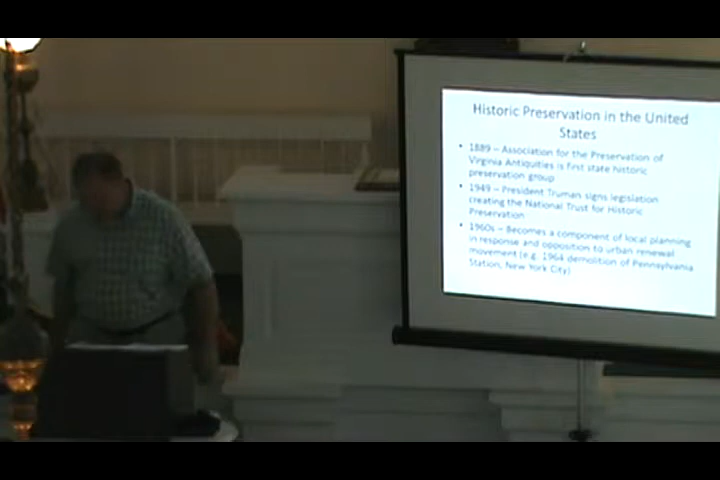 Historic Preservation in the United
States
• 1889 – Association for the Preservation of
Virginia Antiquities is first state historic
preservation group
• 1949 – President Truman signs legislation
creating the National Trust for Historic
Preservation
• 1960s – Becomes a component of local planning
in response and opposition to urban renewal
movement (e.g. 1964 demolition of Pennsylvania
Station, New York City)